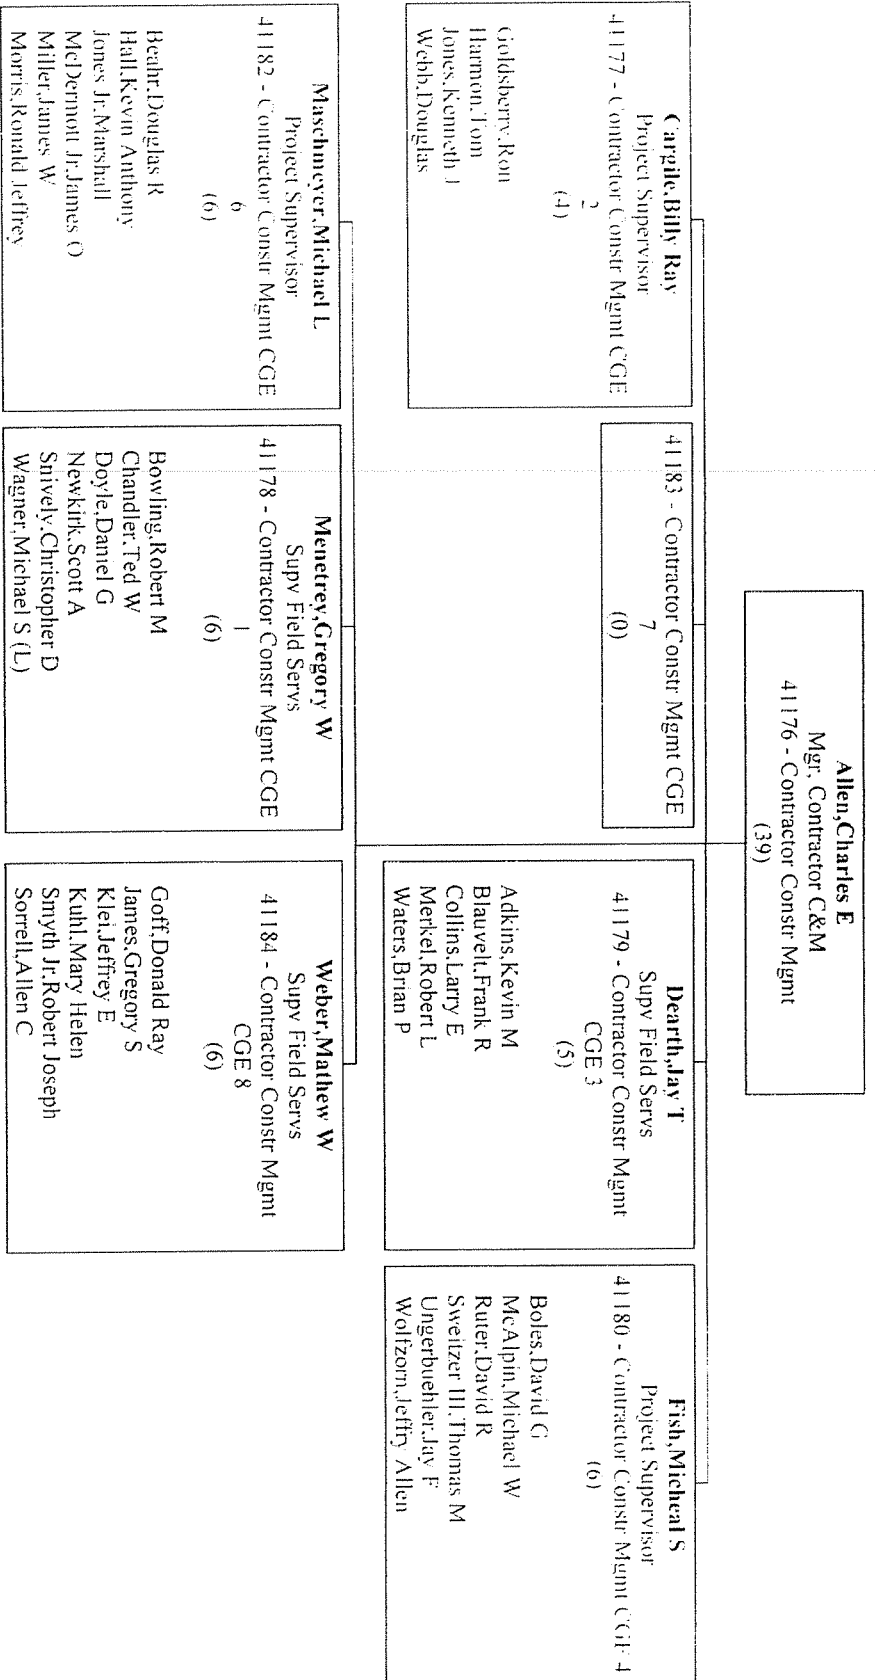 Allen,Charles E
Mgr, Contractor C&M
41176 - Contractor Constr Mgmt
(39)
Cargile,Billy Ray
Project Supervisor
41177 - Contractor Constr Mgmt CGE
2
(4)
Goldsberry,Ron
Harmon,Tom
Jones,Kenneth J
Webb,Douglas
41183 - Contractor Constr Mgmt CGE
7
(0)
Dearth,Jay T
Supv Field Servs
41179 - Contractor Constr Mgmt
CGE 3
(5)
Adkins,Kevin M
Blauvelt,Frank R
Collins,Larry E
Merkel,Robert L
Waters,Brian P
Fish,Micheal S
Project Supervisor
41180 - Contractor Constr Mgmt CGE 4
(6)
Boles,David G
McAlpin,Michael W
Ruter,David R
Sweitzer III,Thomas M
Ungerbuehler,Jay F
Wolfzorn,Jeffry Allen
Maschmeyer,Michael L
Project Supervisor
41182 - Contractor Constr Mgmt CGE
6
(6)
Beahr,Douglas R
Hall,Kevin Anthony
Jones Jr,Marshall
McDermott Jr,James O
Miller,James W
Morris,Ronald Jeffrey
Menetrey,Gregory W
Supv Field Servs
41178 - Contractor Constr Mgmt CGE
1
(6)
Bowling,Robert M
Chandler,Ted W
Doyle,Daniel G
Newkirk,Scott A
Snively,Christopher D
Wagner,Michael S (L)
Weber,Mathew W
Supv Field Servs
41184 - Contractor Constr Mgmt
CGE 8
(6)
Goff,Donald Ray
James,Gregory S
Klei,Jeffrey E
Kuhl,Mary Helen
Smyth Jr,Robert Joseph
Sorrell,Allen C